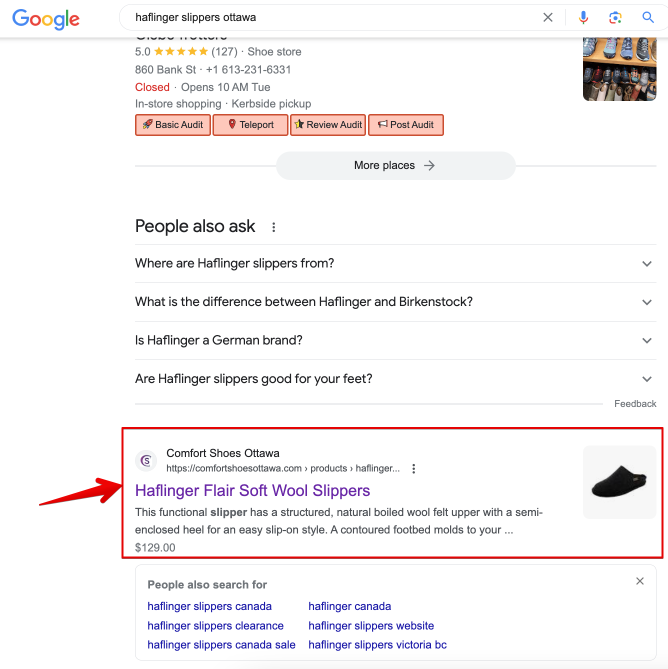 Google
haflinger slippers ottawa
Globe Trotters
5.0 (127) · Shoe store
860 Bank St · +1 613-231-6331
Closed · Opens 10 AM Tue
In-store shopping · Kerbside pickup
Basic Audit Teleport Review Audit Post Audit
More places
People also ask
Where are Haflinger slippers from?
What is the difference between Haflinger and Birkenstock?
Is Haflinger a German brand?
Are Haflinger slippers good for your feet?
Feedback
Comfort Shoes Ottawa
https://comfortshoesottawa.com › products › haflinger...
Haflinger Flair Soft Wool Slippers
This functional slipper has a structured, natural boiled wool felt upper with a semi-
enclosed heel for an easy slip-on style. A contoured footbed molds to your ...
$129.00
People also search for
haflinger slippers canada haflinger canada
haflinger slippers clearance haflinger slippers website
haflinger slippers canada sale haflinger slippers victoria bc